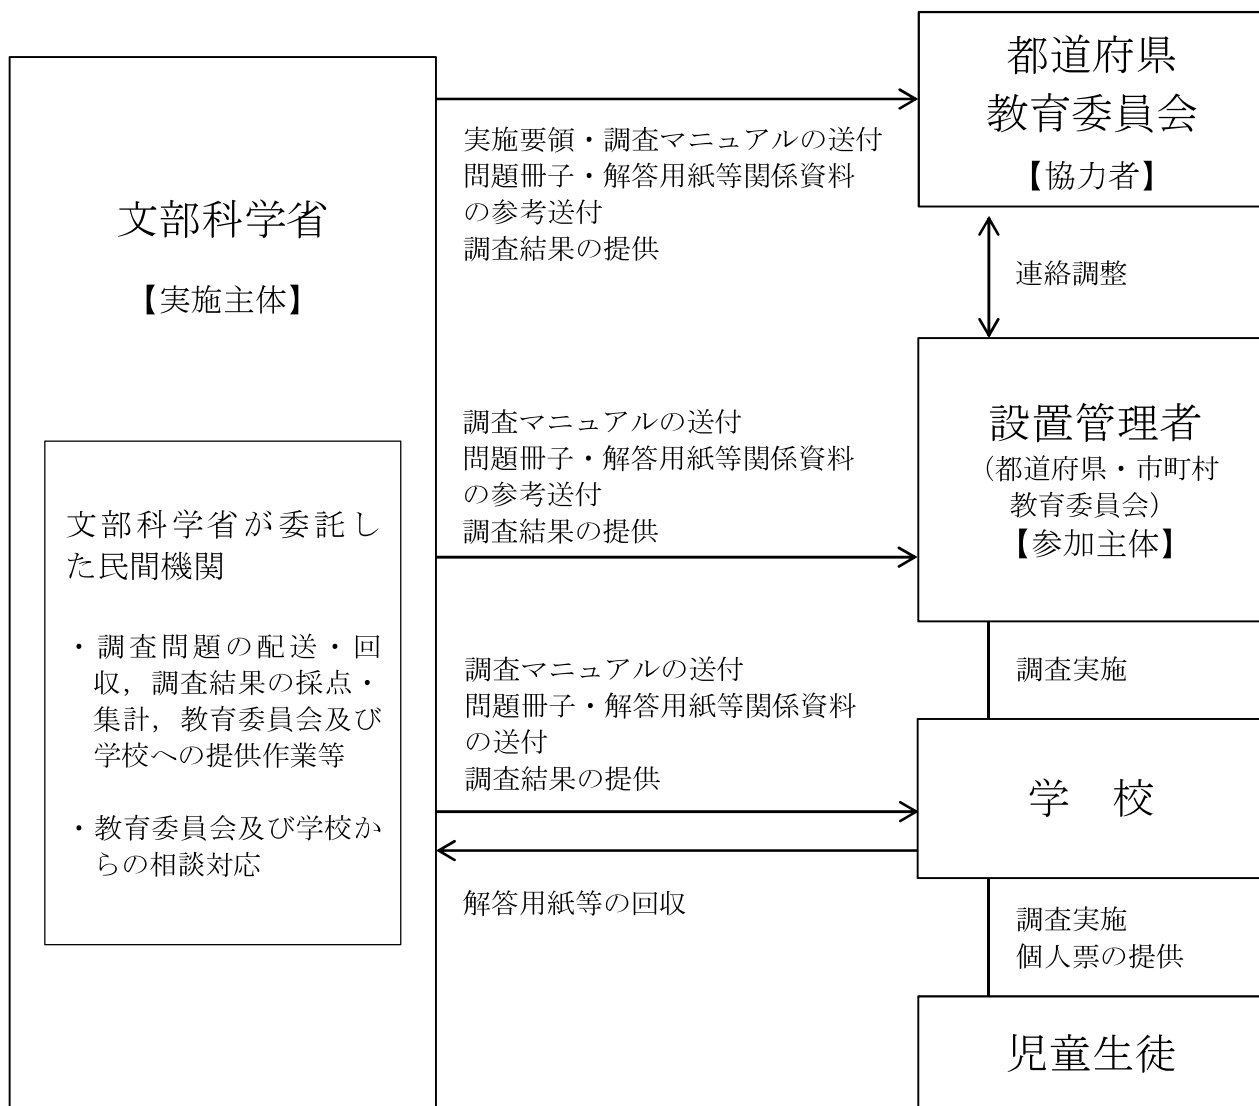 文部科学省
【実施主体】
文部科学省が委託し
た民間機関
・調査問題の配送・回
収，調査結果の採点・
集計，教育委員会及び
学校への提供作業等
・教育委員会及び学校か
らの相談対応
実施要領・調査マニュアルの送付
問題冊子・解答用紙等関係資料
の参考送付
調査結果の提供
都道府県
教育委員会
【協力者】
連絡調整
調査マニュアルの送付
問題冊子・解答用紙等関係資料
の参考送付
調査結果の提供
設置管理者
（都道府県・市町村
教育委員会）
【参加主体】
調査実施
調査マニュアルの送付
問題冊子・解答用紙等関係資料
の送付
調査結果の提供
学　校
解答用紙等の回収
調査実施
個人票の提供
児童生徒